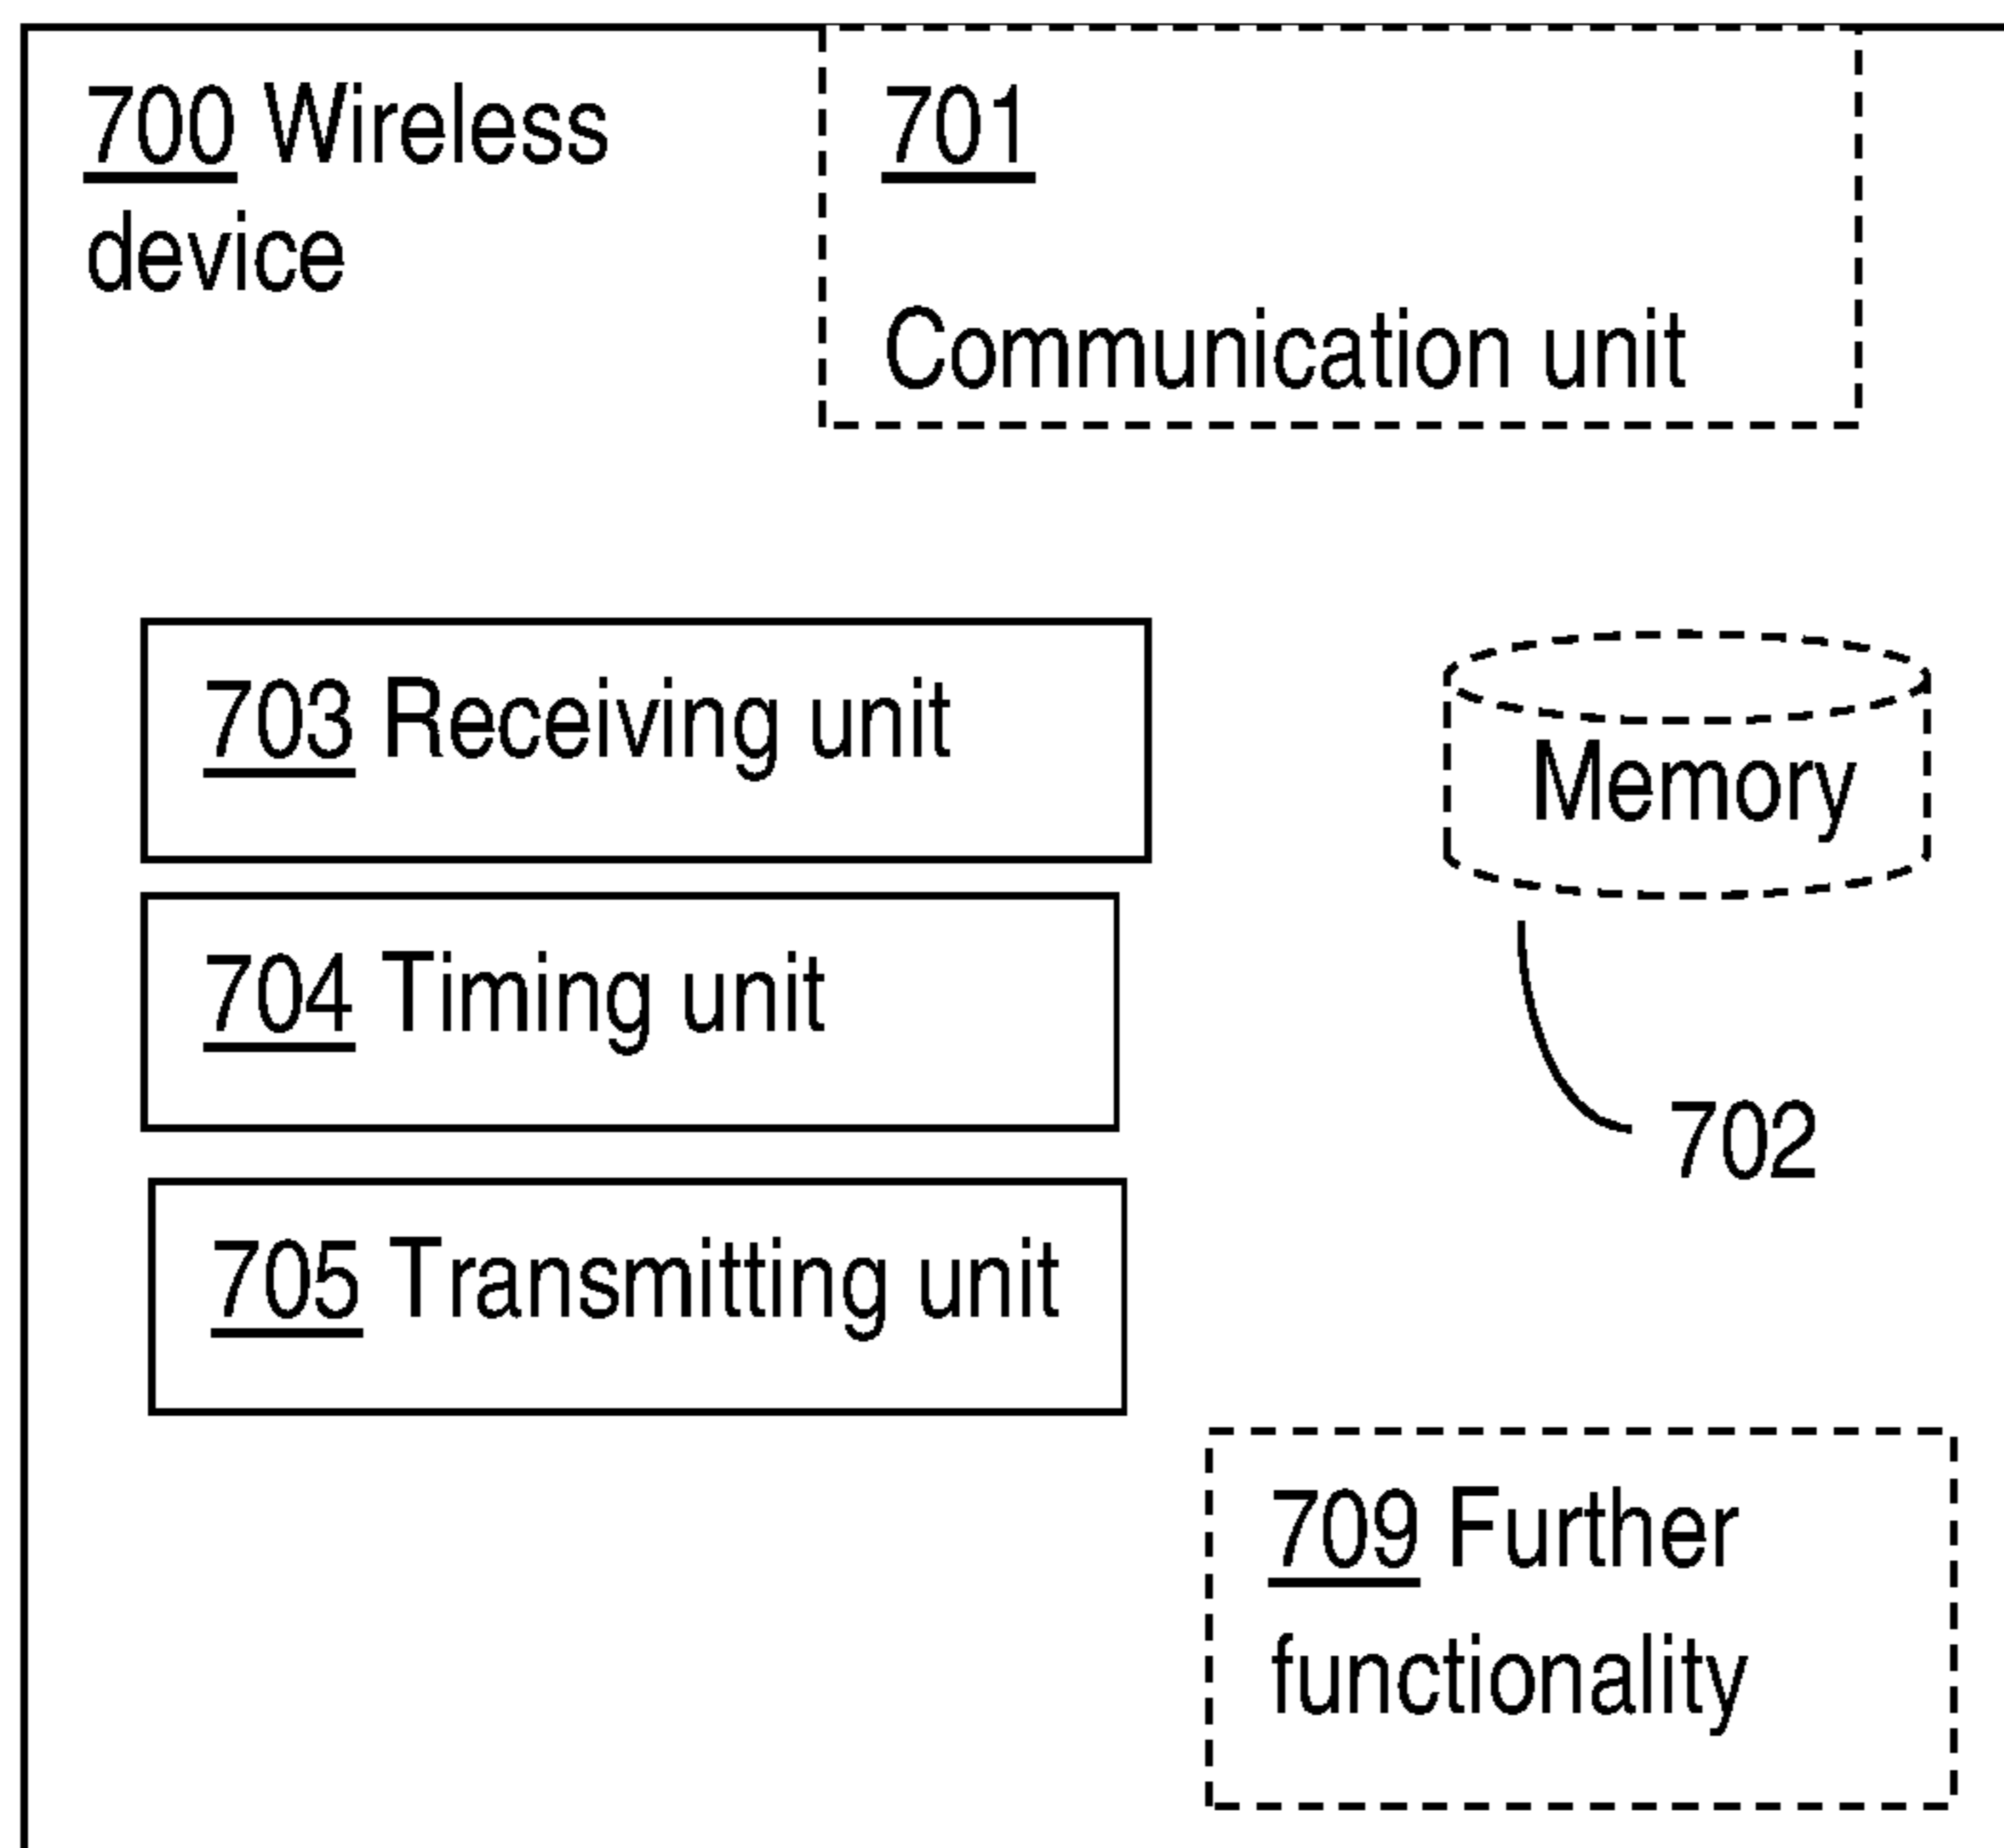 700 Wireless
device
701
Communication unit
703 Receiving unit
Memory
704 Timing unit
702
705 Transmitting unit
709 Further
functionality